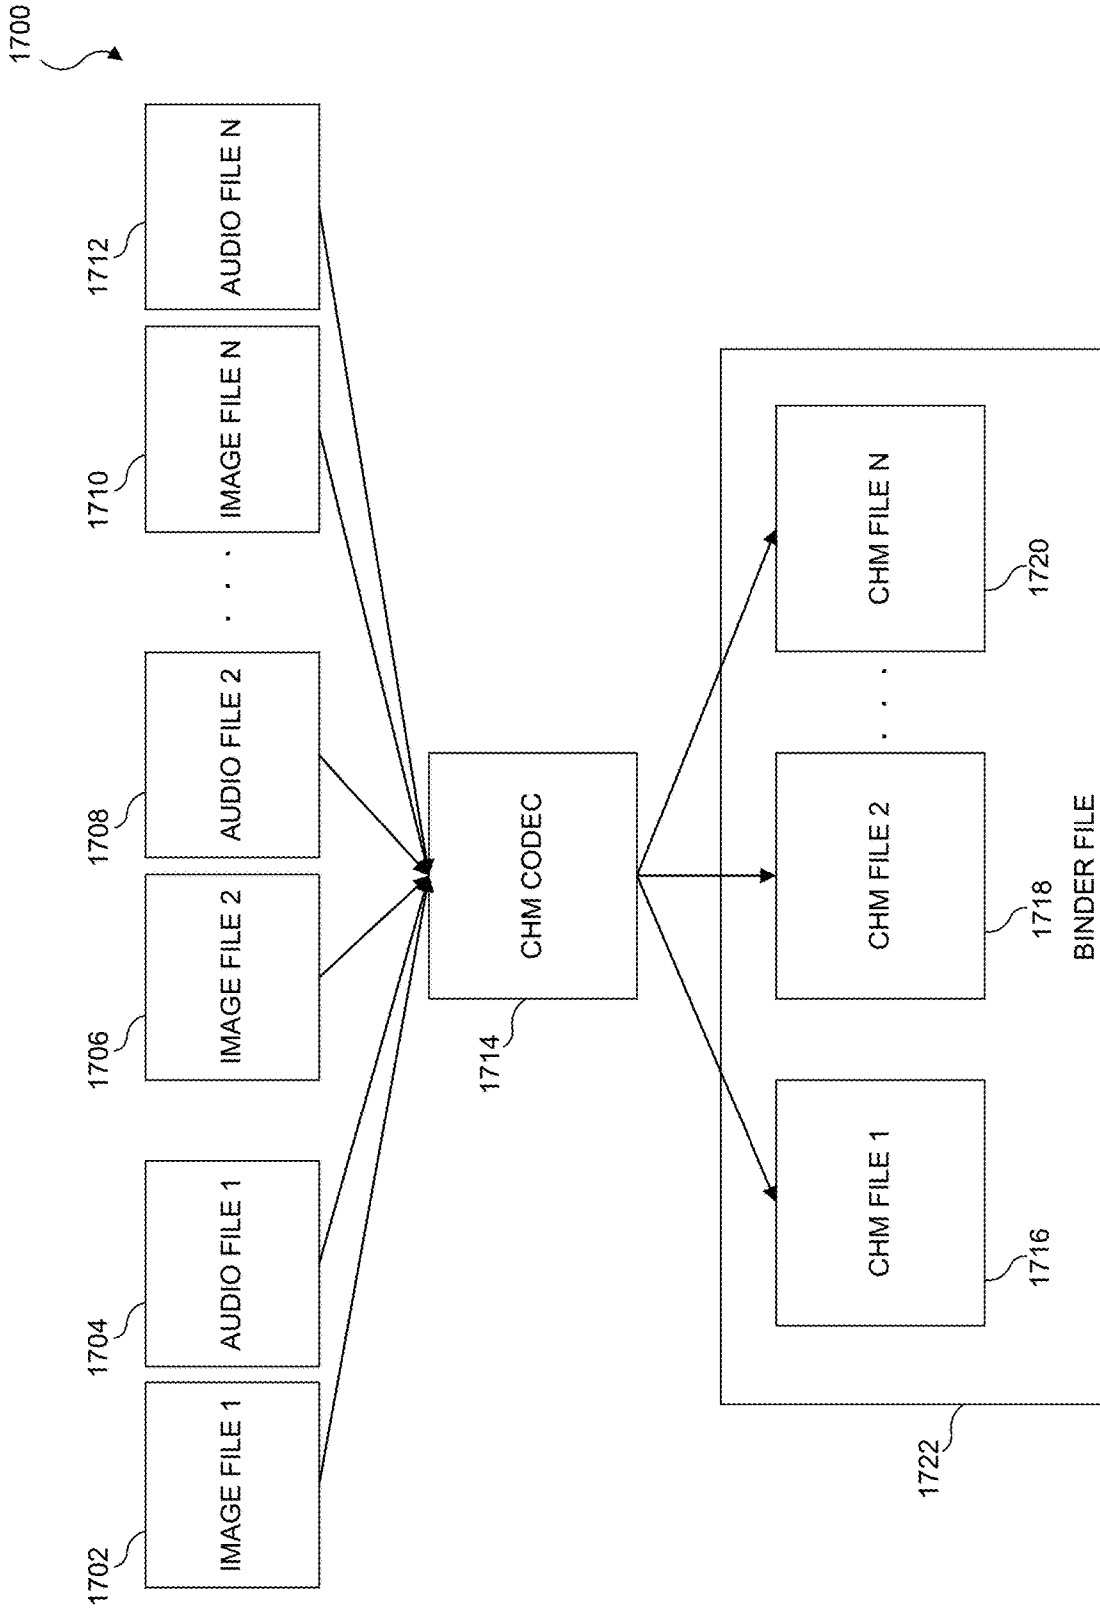 1700
1702
1704
1706
1708
1710
1712
IMAGE FILE 1
AUDIO FILE 1
IMAGE FILE 2
AUDIO FILE 2
. . .
IMAGE FILE N
AUDIO FILE N
1714
CHM CODEC
1722
CHM FILE 1
CHM FILE 2
. . .
CHM FILE N
1716
1718
1720
BINDER FILE